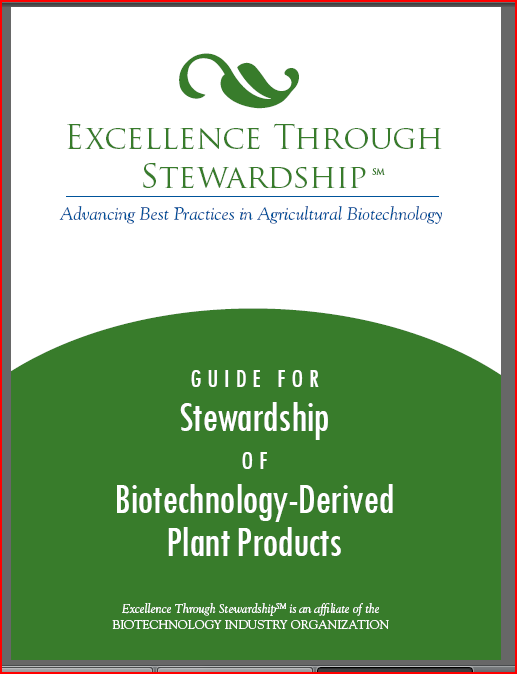 EXCELLENCE THROUGH
STEWARDSHIP℠
Advancing Best Practices in Agricultural Biotechnology
GUIDE FOR
Stewardship
OF
Biotechnology-Derived
Plant Products
Excellence Through Stewardship℠ is an affiliate of the
BIOTECHNOLOGY INDUSTRY ORGANIZATION